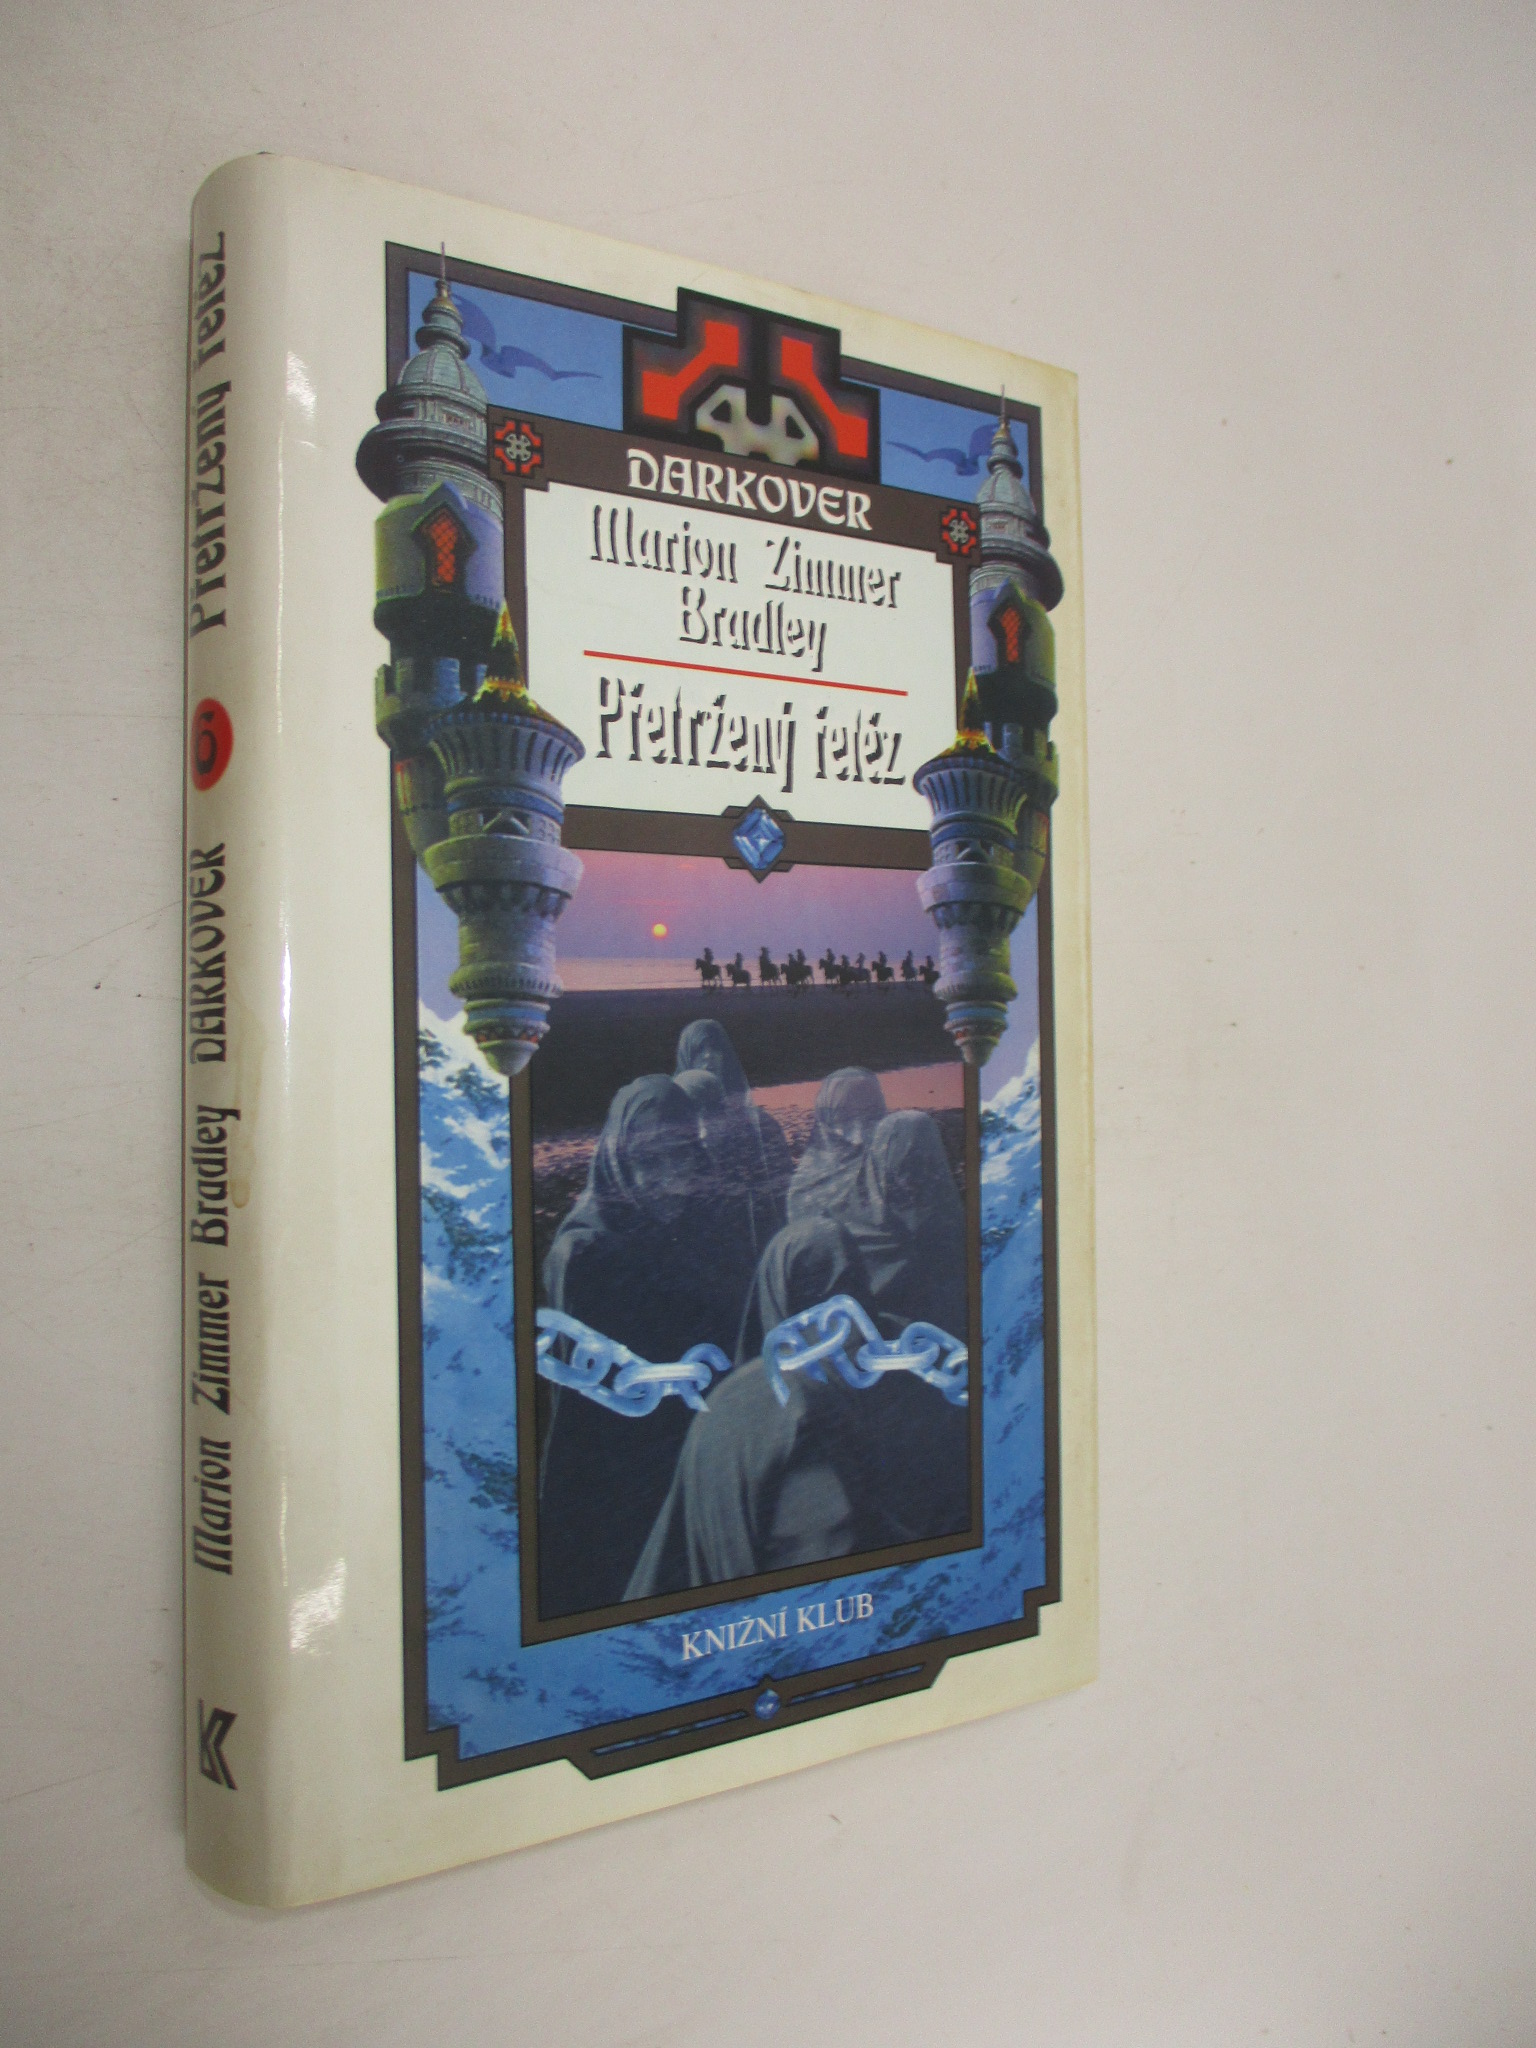 DARKOVER
Marion Zimmer
Bradley
Přetržený řetěz
KNIŽNÍ KLUB
Marion Zimmer Bradley DARKOVER 6 Přetržený řetěz